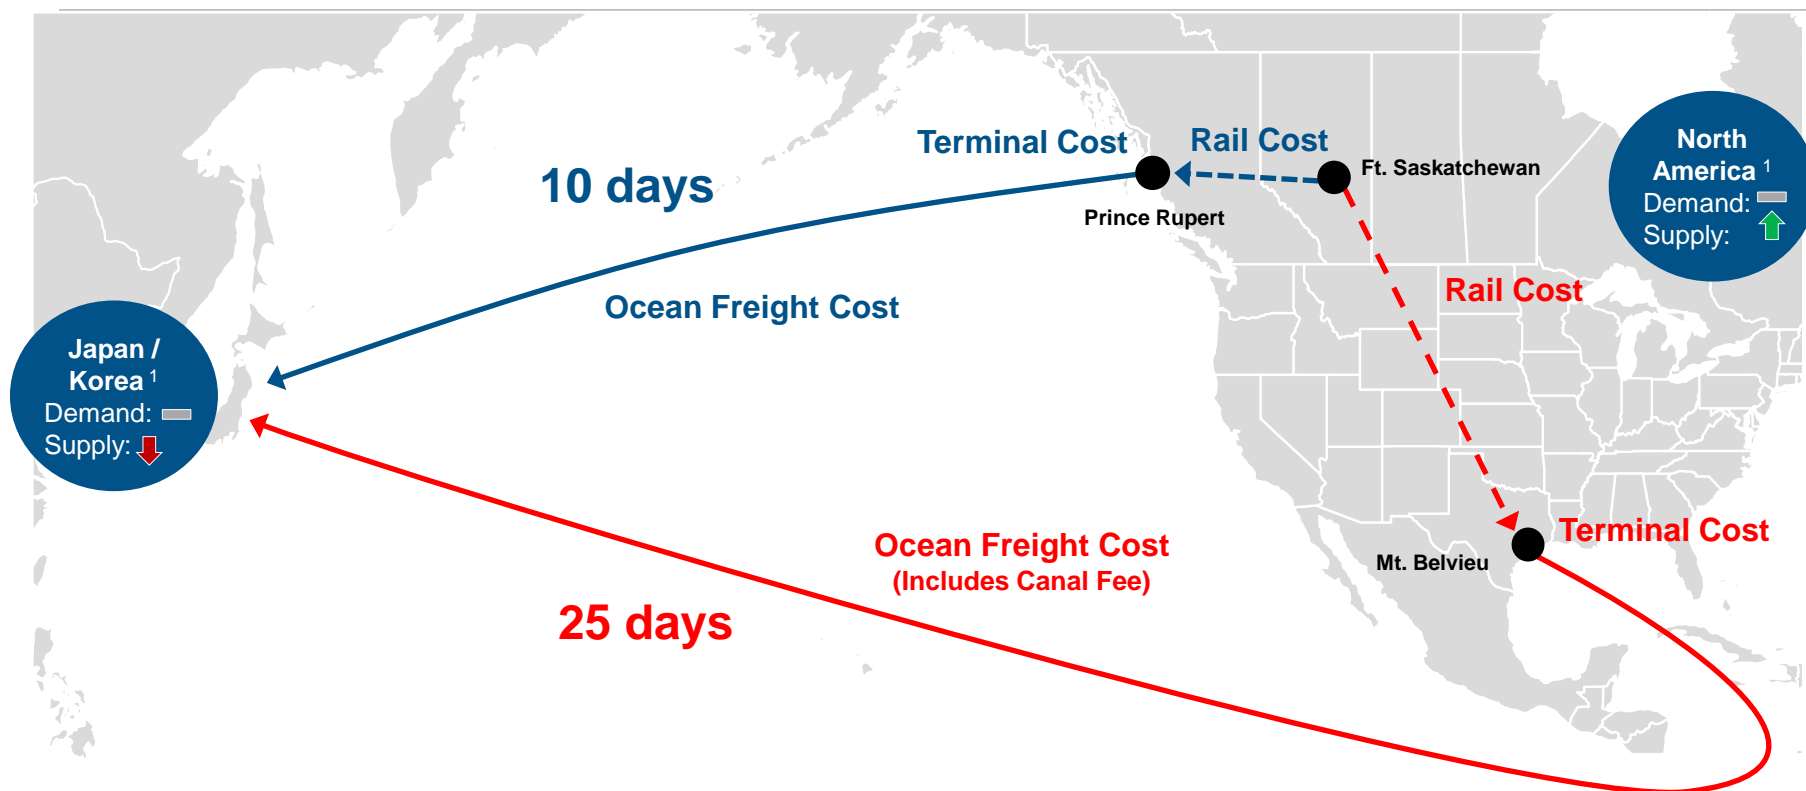 Terminal Cost
Rail Cost
10 days
Ft. Saskatchewan
Prince Rupert
North
America 1
Demand:
Supply:
Ocean Freight Cost
Rail Cost
Japan /
Korea 1
Demand:
Supply:
Ocean Freight Cost
(Includes Canal Fee)
Terminal Cost
Mt. Belvieu
25 days